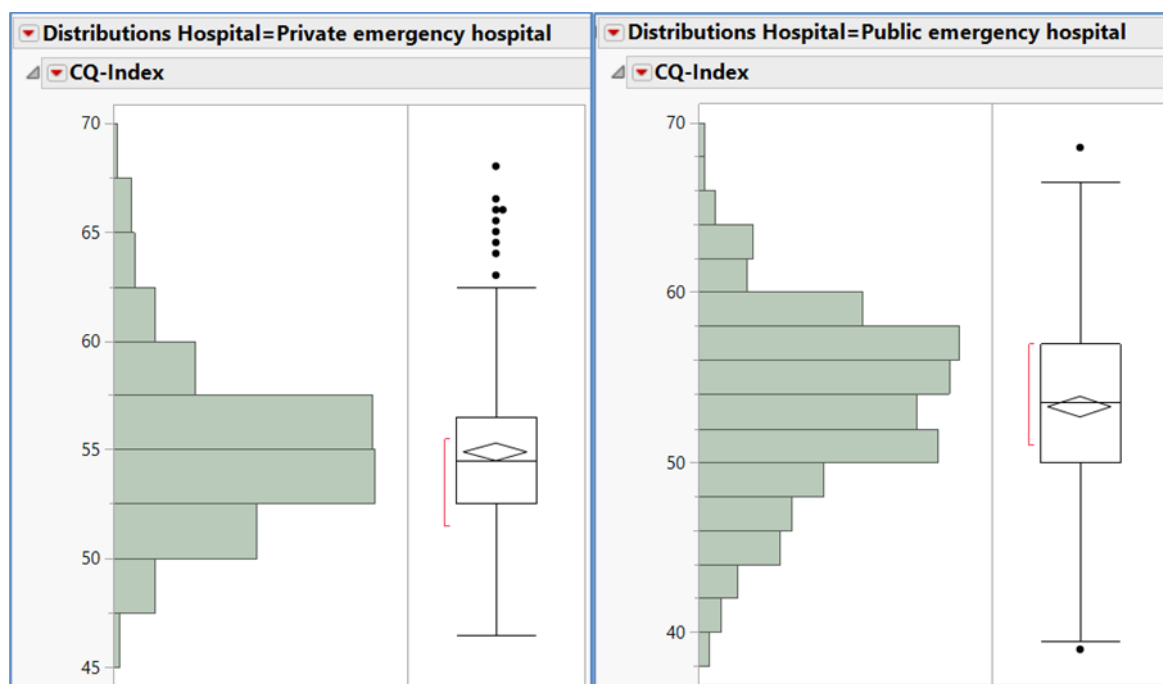 Distributions Hospital=Private emergency hospital
CQ-Index
70
65
60
55
50
45
Distributions Hospital=Public emergency hospital
CQ-Index
70
60
50
40